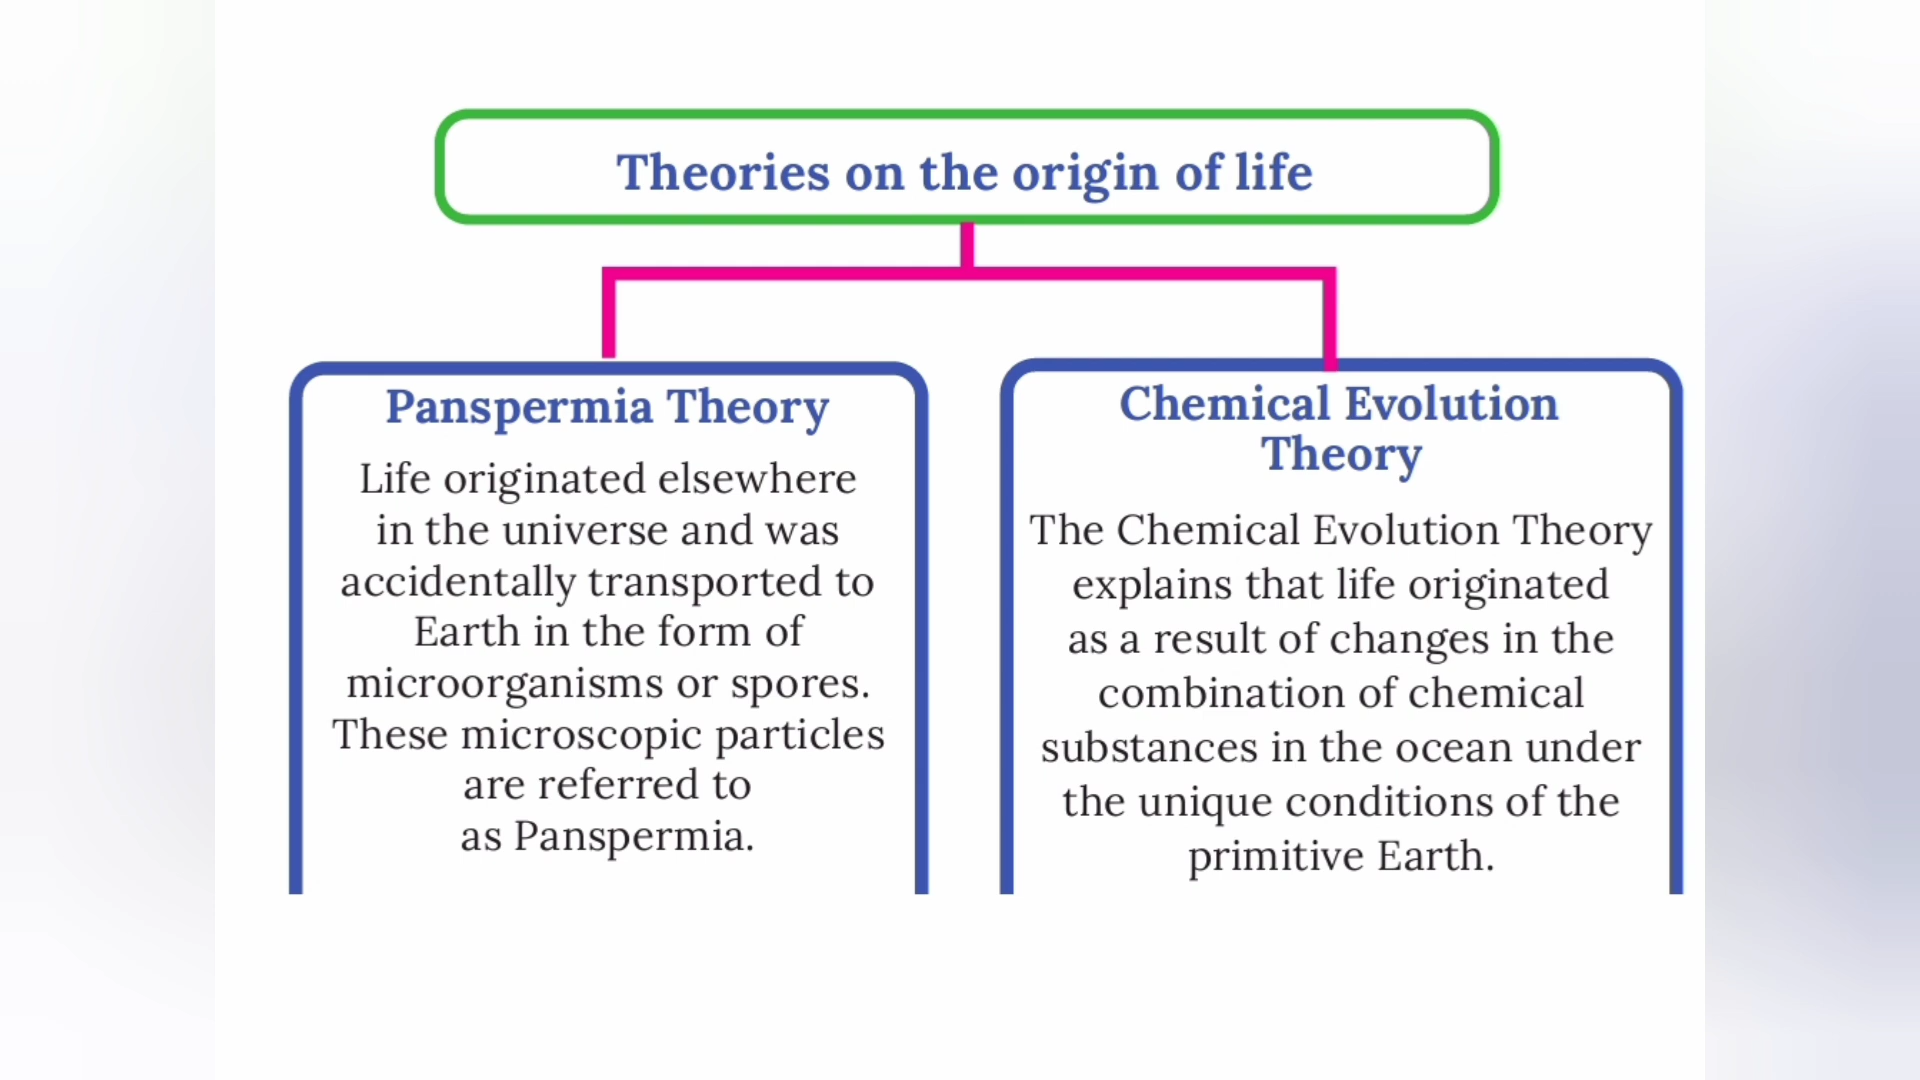 Theories on the origin of life
Panspermia Theory
Life originated elsewhere
in the universe and was
accidentally transported to
Earth in the form of
microorganisms or spores.
These microscopic particles
are referred to
as Panspermia.
Chemical Evolution
Theory
The Chemical Evolution Theory
explains that life originated
as a result of changes in the
combination of chemical
substances in the ocean under
the unique conditions of the
primitive Earth.